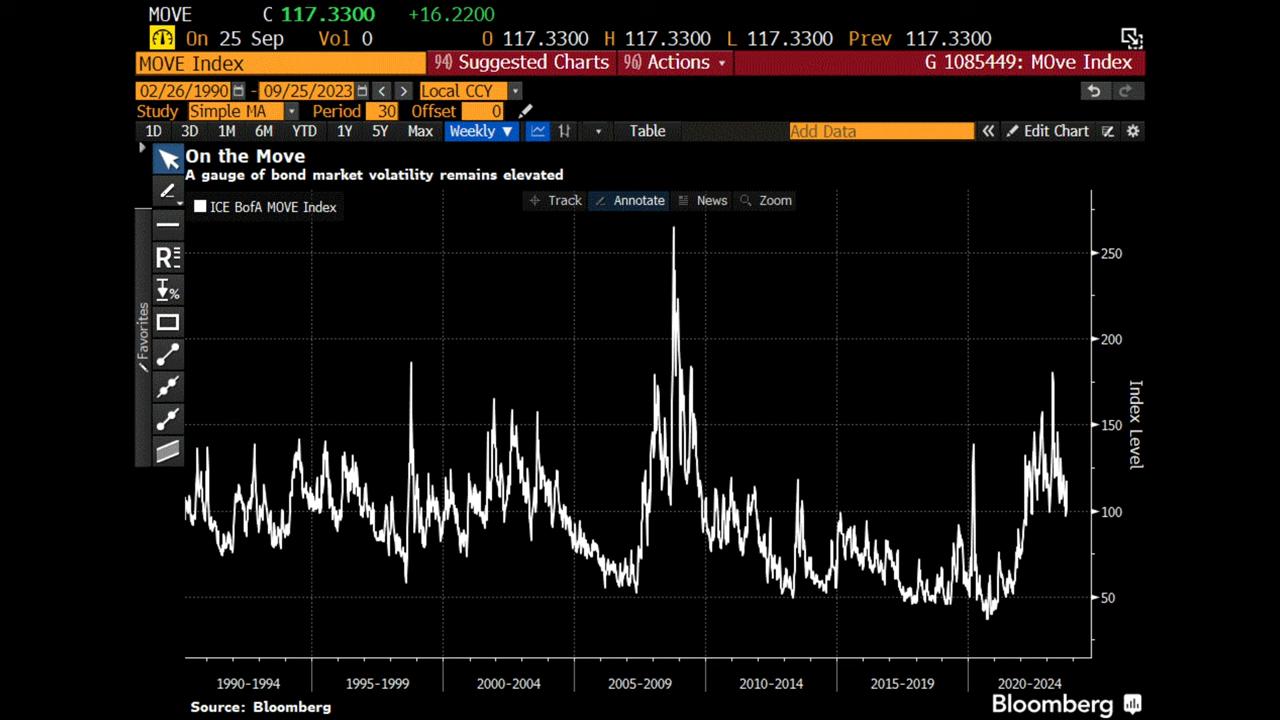 MOVE C 117.3300 +16.2200
On 25 Sep Vol 0 O 117.3300 H 117.3300 L 117.3300 Prev 117.3300
MOVE Index 94) Suggested Charts 96) Actions G 1085449: MOve Index
02/26/1990 - 09/25/2023 < > Local CCY
Study Simple MA Period 30 Offset 0
1D 3D 1M 6M YTD 1Y 5Y Max Weekly ▼ Table Add Data « Edit Chart
On the Move
A gauge of bond market volatility remains elevated
Track Annotate News Zoom
ICE BofA MOVE Index
R
%
Favorites
250
200
150
100
50
Index Level
1990-1994 1995-1999 2000-2004 2005-2009 2010-2014 2015-2019 2020-2024
Source: Bloomberg
Bloomberg